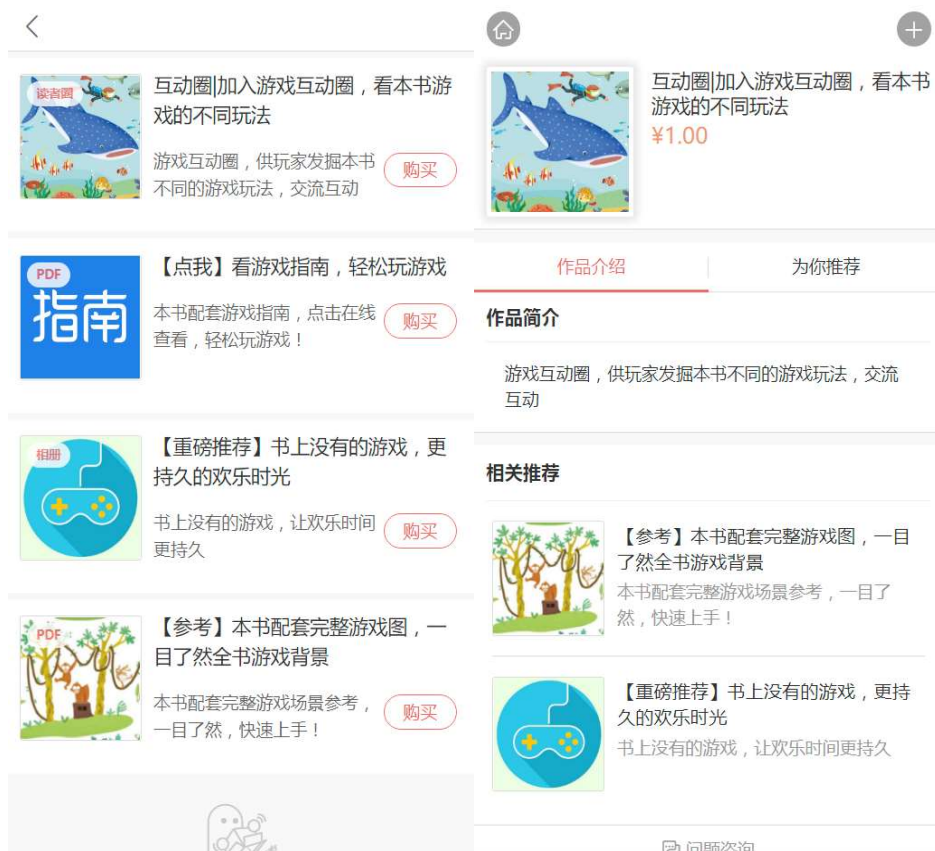 读者圈
互动圈|加入游戏互动圈，看本书游
戏的不同玩法
游戏互动圈，供玩家发掘本书
不同的游戏玩法，交流互动
购买
PDF
指南
【点我】看游戏指南，轻松玩游戏
本书配套游戏指南，点击在线
查看，轻松玩游戏！
购买
相册
【重磅推荐】书上没有的游戏，更
持久的欢乐时光
书上没有的游戏，让欢乐时间
更持久
购买
PDF
【参考】本书配套完整游戏图，一
目了然全书游戏背景
本书配套完整游戏场景参考，
一目了然，快速上手！
购买
互动圈|加入游戏互动圈，看本书
游戏的不同玩法
¥1.00
作品介绍
为你推荐
作品简介
游戏互动圈，供玩家发掘本书不同的游戏玩法，交流
互动
相关推荐
【参考】本书配套完整游戏图，一目
了然全书游戏背景
本书配套完整游戏场景参考，一目了
然，快速上手！
【重磅推荐】书上没有的游戏，更持
久的欢乐时光
书上没有的游戏，让欢乐时间更持久
问题咨询